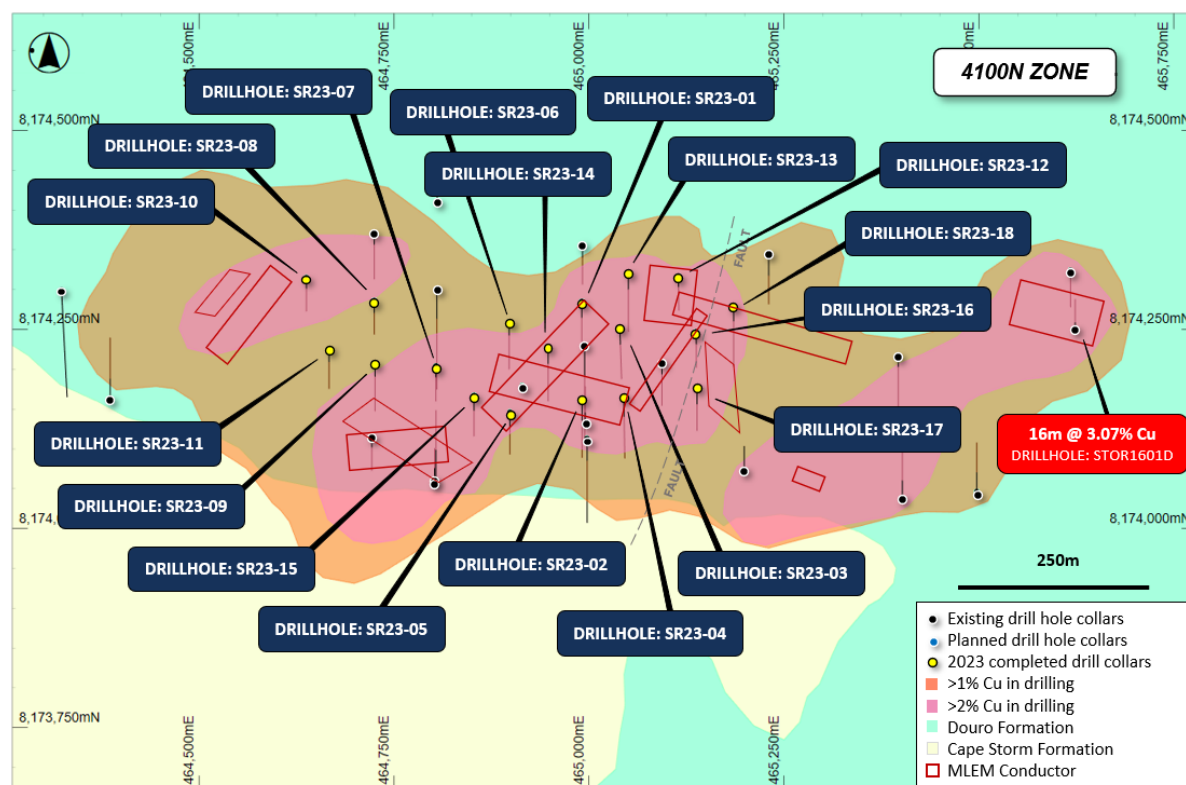 4100N ZONE
464,500mE
464,750mE
465,000mE
465,250mE
465,750mE
8,174,500mN
8,174,500mN
DRILLHOLE: SR23-07
DRILLHOLE: SR23-06
DRILLHOLE: SR23-01
DRILLHOLE: SR23-08
DRILLHOLE: SR23-14
DRILLHOLE: SR23-13
DRILLHOLE: SR23-12
DRILLHOLE: SR23-10
DRILLHOLE: SR23-18
FAULT
8,174,250mN
8,174,250mN
DRILLHOLE: SR23-16
DRILLHOLE: SR23-11
DRILLHOLE: SR23-17
16m @ 3.07% Cu
DRILLHOLE: STOR1601D
FAULT
DRILLHOLE: SR23-09
8,174,000mN
DRILLHOLE: SR23-15
DRILLHOLE: SR23-02
DRILLHOLE: SR23-03
DRILLHOLE: SR23-05
DRILLHOLE: SR23-04
250m
Existing drill hole collars
Planned drill hole collars
2023 completed drill collars
>1% Cu in drilling
>2% Cu in drilling
Douro Formation
Cape Storm Formation
MLEM Conductor
8,173,750mN
464,500mE
464,750mE
465,000mE
465,250mE